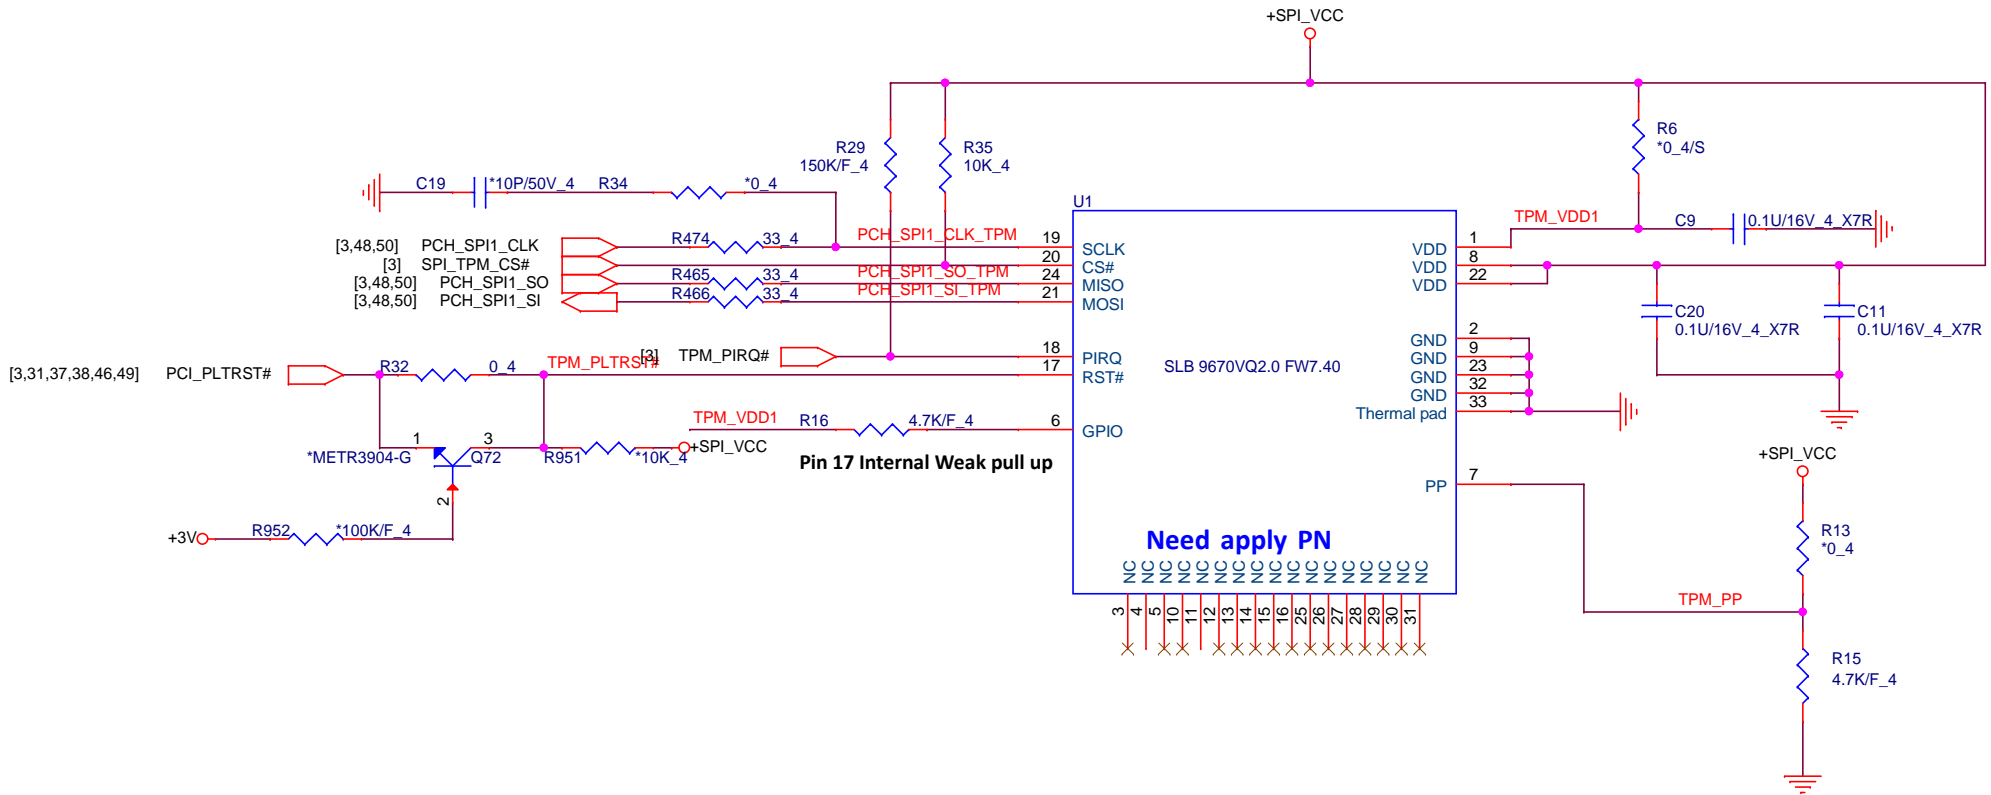 +SPI_VCC
R29
150K/F_4
R35
10K_4
R6
*0_4/S
C19
*10P/50V_4
R34
*0_4
U1
TPM_VDD1
C9
0.1U/16V_4_X7R
[3,48,50] PCH_SPI1_CLK
R474
33_4
PCH_SPI1_CLK_TPM
19
SCLK
[3] SPI_TPM_CS#
20
CS#
[3,48,50] PCH_SPI1_SO
R465
33_4
PCH_SPI1_SO_TPM
24
MISO
[3,48,50] PCH_SPI1_SI
R466
33_4
PCH_SPI1_SI_TPM
21
MOSI
VDD
1
VDD
8
VDD
22
C20
0.1U/16V_4_X7R
C11
0.1U/16V_4_X7R
[3] TPM_PIRQ#
18
PIRQ
[3,31,37,38,46,49] PCI_PLTRST#
R32
0_4
TPM_PLTRST#
17
RST#
SLB 9670VQ2.0 FW7.40
GND
2
GND
9
GND
23
GND
32
Thermal pad
33
TPM_VDD1
R16
4.7K/F_4
6
GPIO
1
3
*METR3904-G
Q72
2
R951
*10K_4
+SPI_VCC
Pin 17 Internal Weak pull up
+3V
R952
*100K/F_4
PP
7
+SPI_VCC
R13
*0_4
TPM_PP
R15
4.7K/F_4
Need apply PN
NC NC NC NC NC NC NC NC NC NC NC NC NC NC NC NC NC
3 4 5 10 11 12 13 14 15 16 25 26 27 28 29 30 31